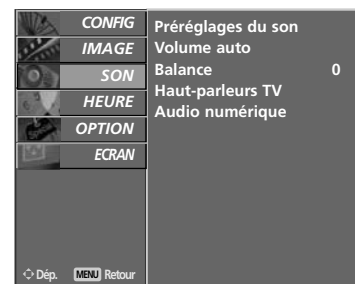 CONFIG
IMAGE
SON
HEURE
OPTION
ECRAN
Préréglages du son
Volume auto
Balance 0
Haut-parleurs TV
Audio numérique
Dép. MENU Retour